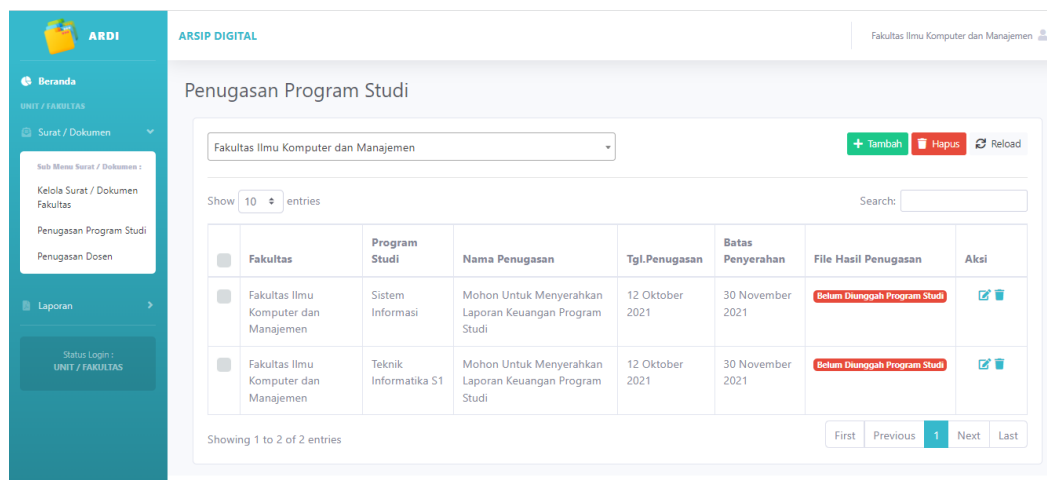 ARDI
ARSIP DIGITAL
Fakultas Ilmu Komputer dan Manajemen
Beranda
UNIT / FAKULTAS
Surat / Dokumen
Sub Menu Surat / Dokumen :
Kelola Surat / Dokumen
Fakultas
Penugasan Program Studi
Penugasan Dosen
Laporan
Status Login :
UNIT / FAKULTAS
Penugasan Program Studi
Fakultas Ilmu Komputer dan Manajemen
+ Tambah Hapus Reload
Show 10 entries
Search:
Fakultas Program Studi Nama Penugasan Tgl.Penugasan Batas Penyerahan File Hasil Penugasan Aksi
Fakultas Ilmu Sistem Mohon Untuk Menyerahkan 12 Oktober 30 November Belum Diunggah Program Studi
Komputer dan Informasi Laporan Keuangan Program 2021 2021
Manajemen Studi
Fakultas Ilmu Teknik Mohon Untuk Menyerahkan 12 Oktober 30 November Belum Diunggah Program Studi
Komputer dan Informatika S1 Laporan Keuangan Program 2021 2021
Manajemen Studi
Showing 1 to 2 of 2 entries
First Previous 1 Next Last